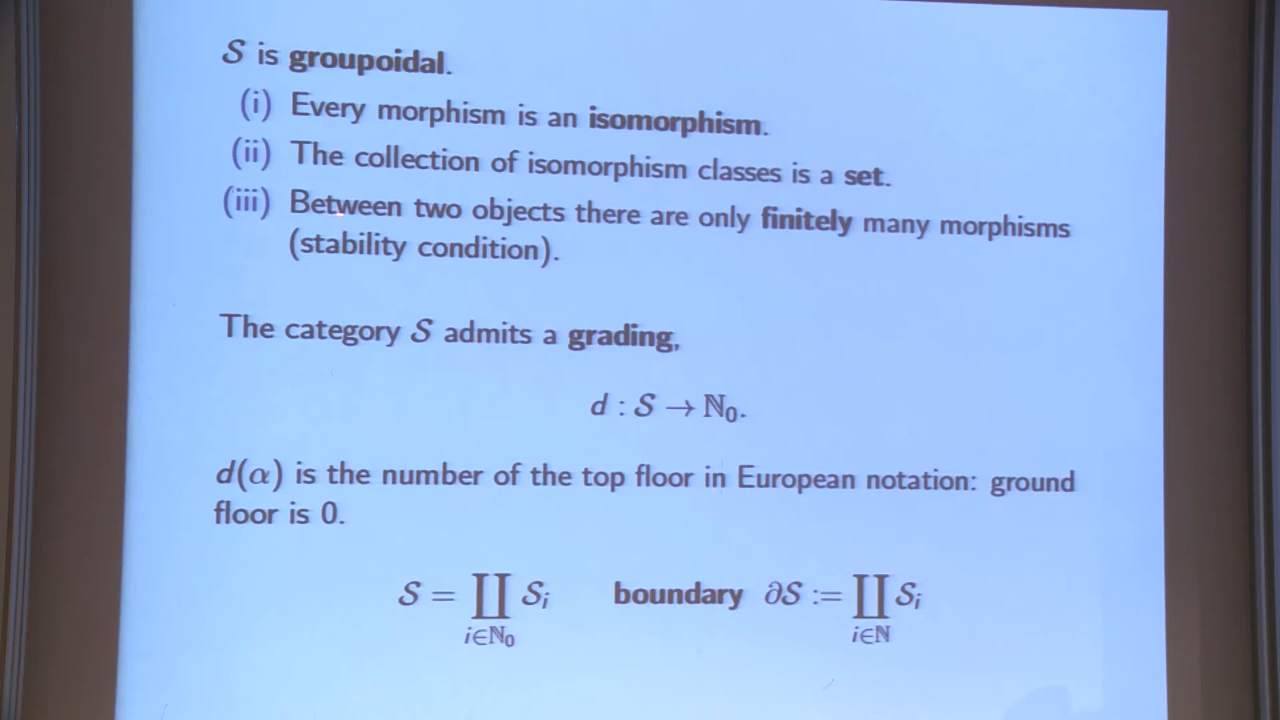 𝒮 is groupoidal.
(i) Every morphism is an isomorphism.
(ii) The collection of isomorphism classes is a set.
(iii) Between two objects there are only finitely many morphisms
(stability condition).
The category 𝒮 admits a grading,
d : 𝒮 → ℕ₀.
d(α) is the number of the top floor in European notation: ground
floor is 0.
𝒮 = ∐ 𝒮ᵢ boundary ∂𝒮 := ∐ 𝒮ᵢ
i∈ℕ₀ i∈ℕ